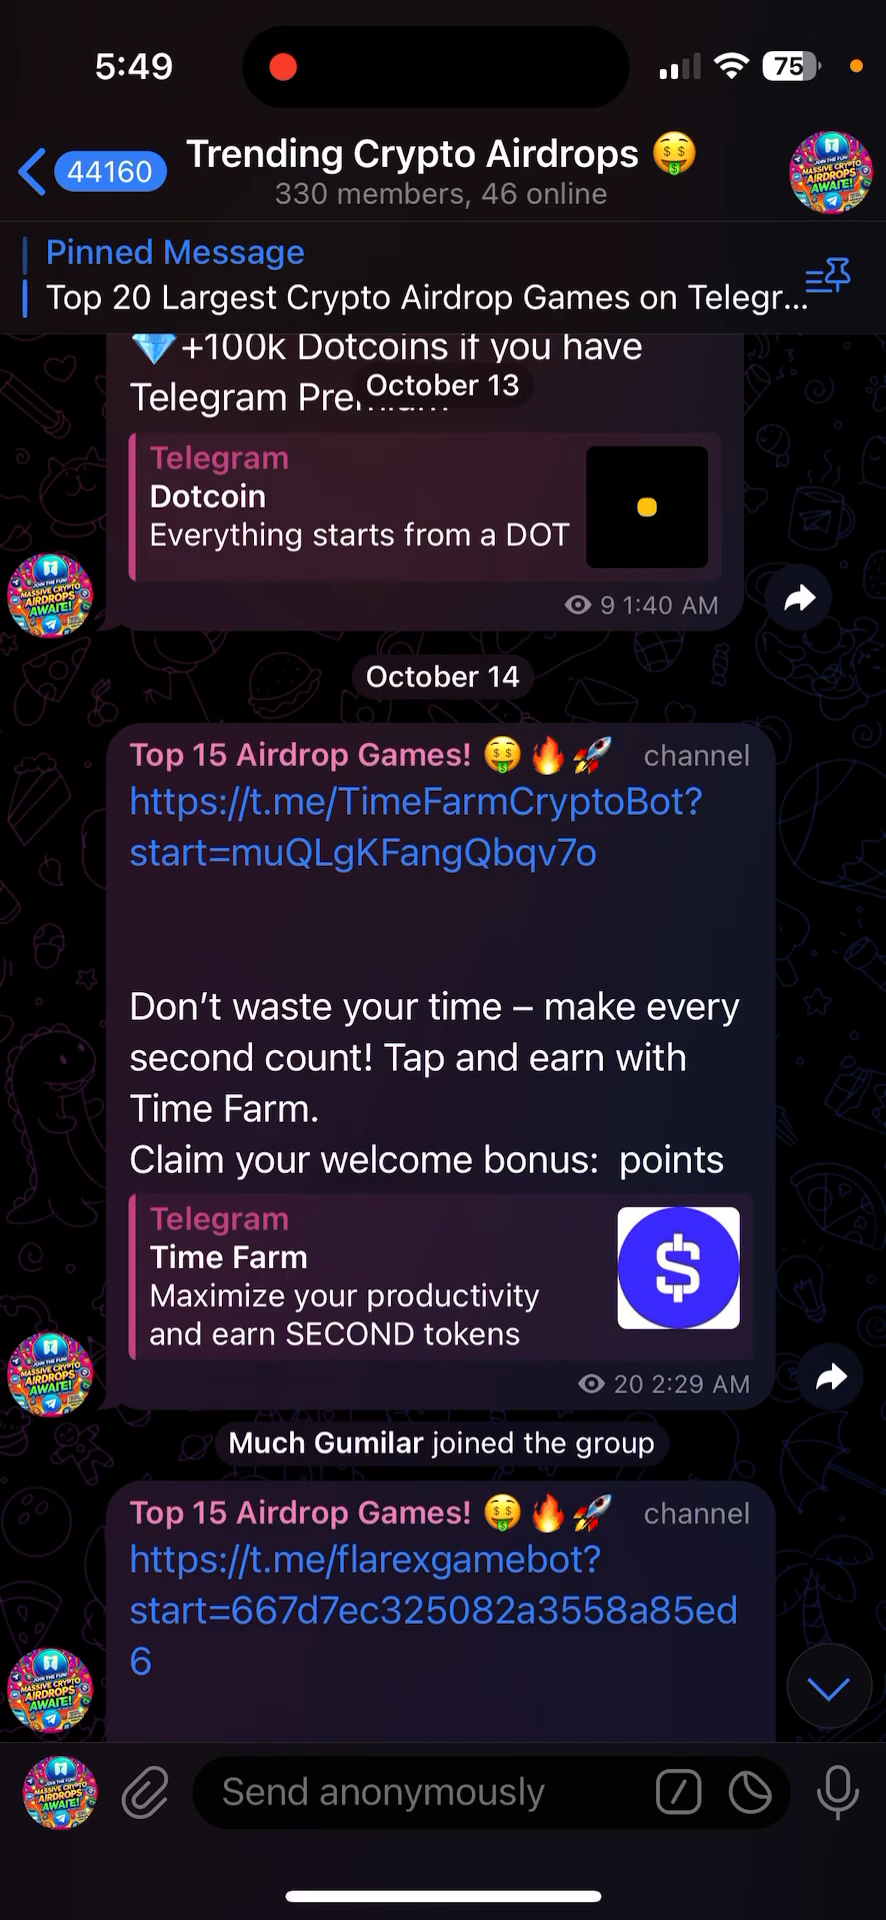 5:49
75
44160
Trending Crypto Airdrops 🤑
330 members, 46 online
Pinned Message
Top 20 Largest Crypto Airdrop Games on Telegr...
💎+100k Dotcoins if you have
Telegram Premium
October 13
Telegram
Dotcoin
Everything starts from a DOT
9 1:40 AM
October 14
Top 15 Airdrop Games! 🤑🔥🚀 channel
https://t.me/TimeFarmCryptoBot?
start=muQLgKFangQbqv7o
Don’t waste your time – make every
second count! Tap and earn with
Time Farm.
Claim your welcome bonus:  points
Telegram
Time Farm
Maximize your productivity
and earn SECOND tokens
20 2:29 AM
Much Gumilar joined the group
Top 15 Airdrop Games! 🤑🔥🚀 channel
https://t.me/flarexgamebot?
start=667d7ec325082a3558a85ed
6
Send anonymously